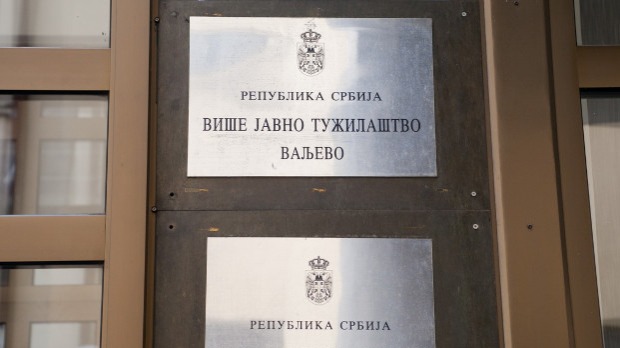 РЕПУБЛИКА СРБИЈА
ВИШЕ ЈАВНО ТУЖИЛАШТВО
ВАЉЕВО
РЕПУБЛИКА СРБИЈА